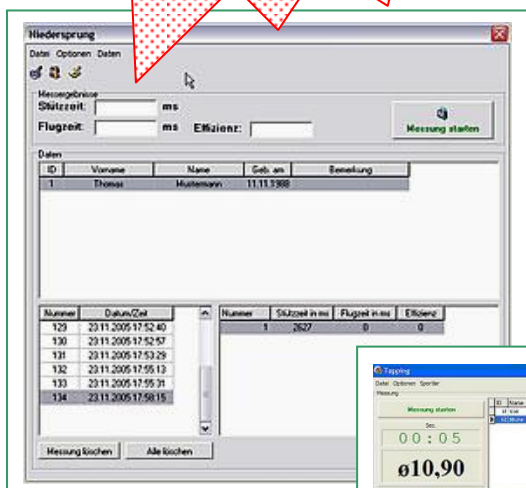 Niedersprung
Datei Optionen Daten
Messergebnisse
Stützzeit: ms
Flugzeit: ms Effizienz:
Messung starten
Daten
ID Vorname Name Geb. am Bemerkung
1 Thomas Mustermann 11.11.1988
Nummer Datum/Zeit
129 23.11.2005 17:52:40
130 23.11.2005 17:52:57
131 23.11.2005 17:53:29
132 23.11.2005 17:55:13
133 23.11.2005 17:55:31
134 23.11.2005 17:58:15
Nummer Stützzeit in ms Flugzeit in ms Effizienz
1 2627 0 0
Messung löschen Alle löschen
Tapping
Datei Optionen Sportler
Messung
Messung starten
Sec.
00:05
ø10,90
ID Name